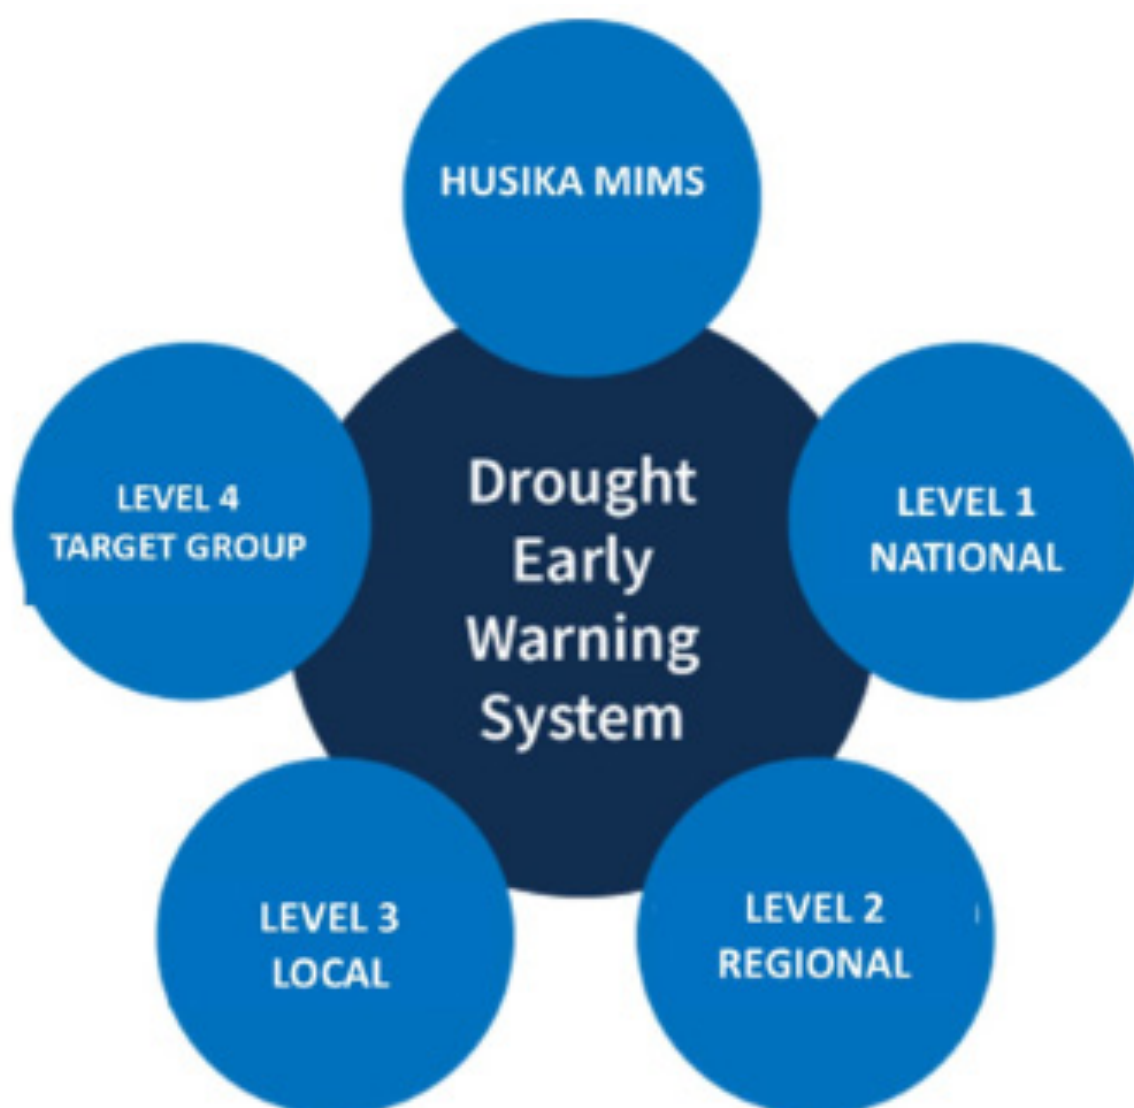 HUSIKA MIMS
LEVEL 1
NATIONAL
LEVEL 2
REGIONAL
LEVEL 3
LOCAL
LEVEL 4
TARGET GROUP
Drought
Early
Warning
System